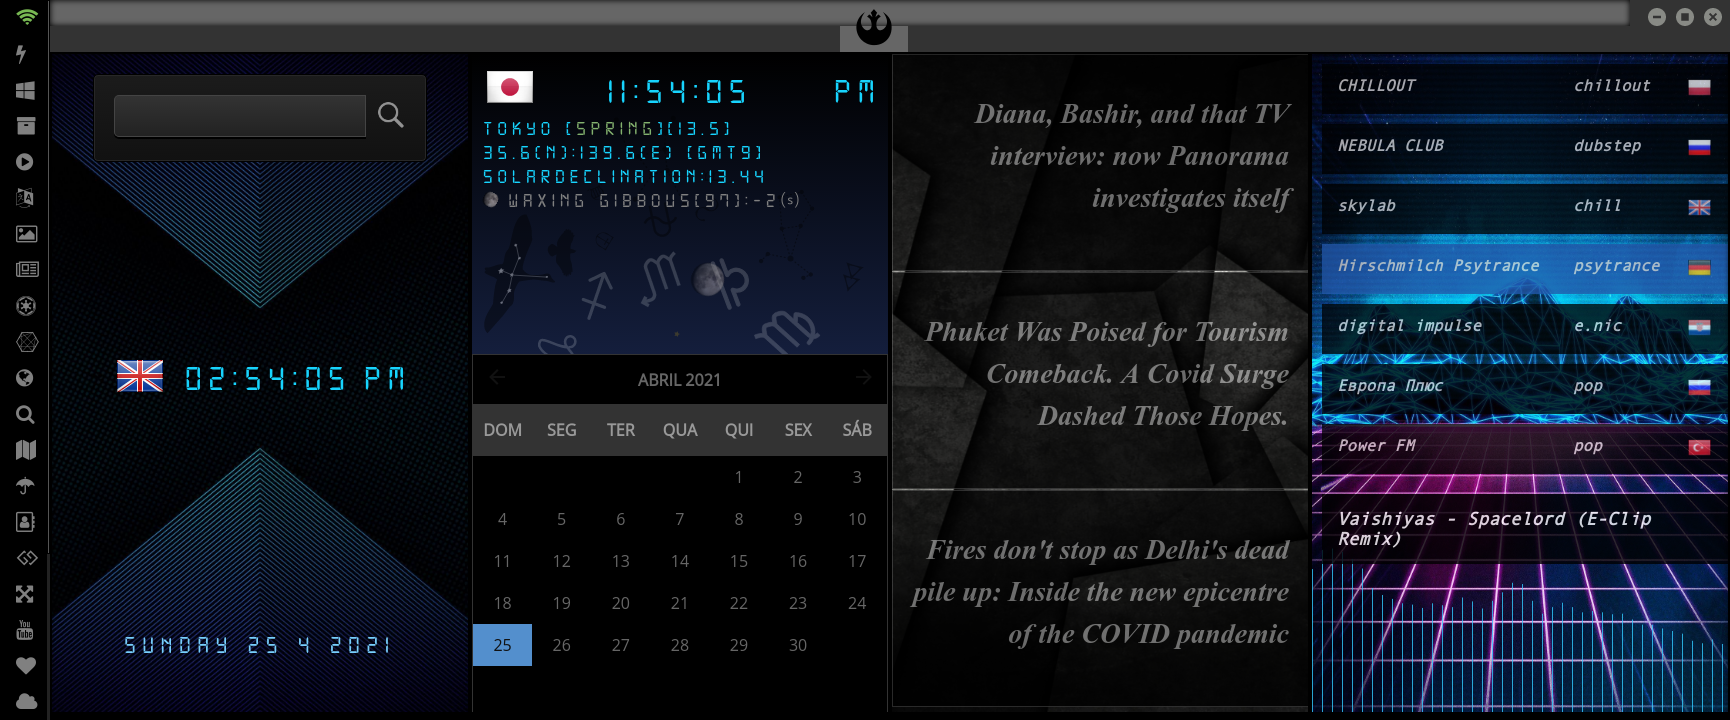 02:54:05 PM
SUNDAY 25 4 2021
11:54:05 PM
TOKYO [SPRING][13.5]
35.6(N):139.6(E) [GMT9]
SOLARDECLINATION:13.44
WAXING GIBBOUS[97]:-2(s)
ABRIL 2021
DOM SEG TER QUA QUI SEX SÁB
1 2 3
4 5 6 7 8 9 10
11 12 13 14 15 16 17
18 19 20 21 22 23 24
25 26 27 28 29 30
Diana, Bashir, and that TV
interview: now Panorama
investigates itself
Phuket Was Poised for Tourism
Comeback. A Covid Surge
Dashed Those Hopes.
Fires don't stop as Delhi's dead
pile up: Inside the new epicentre
of the COVID pandemic
CHILLOUT chillout
NEBULA CLUB dubstep
skylab chill
Hirschmilch Psytrance psytrance
digital impulse e.nic
Европа Плюс pop
Power FM pop
Vaishiyas - Spacelord (E-Clip
Remix)
You
Tube